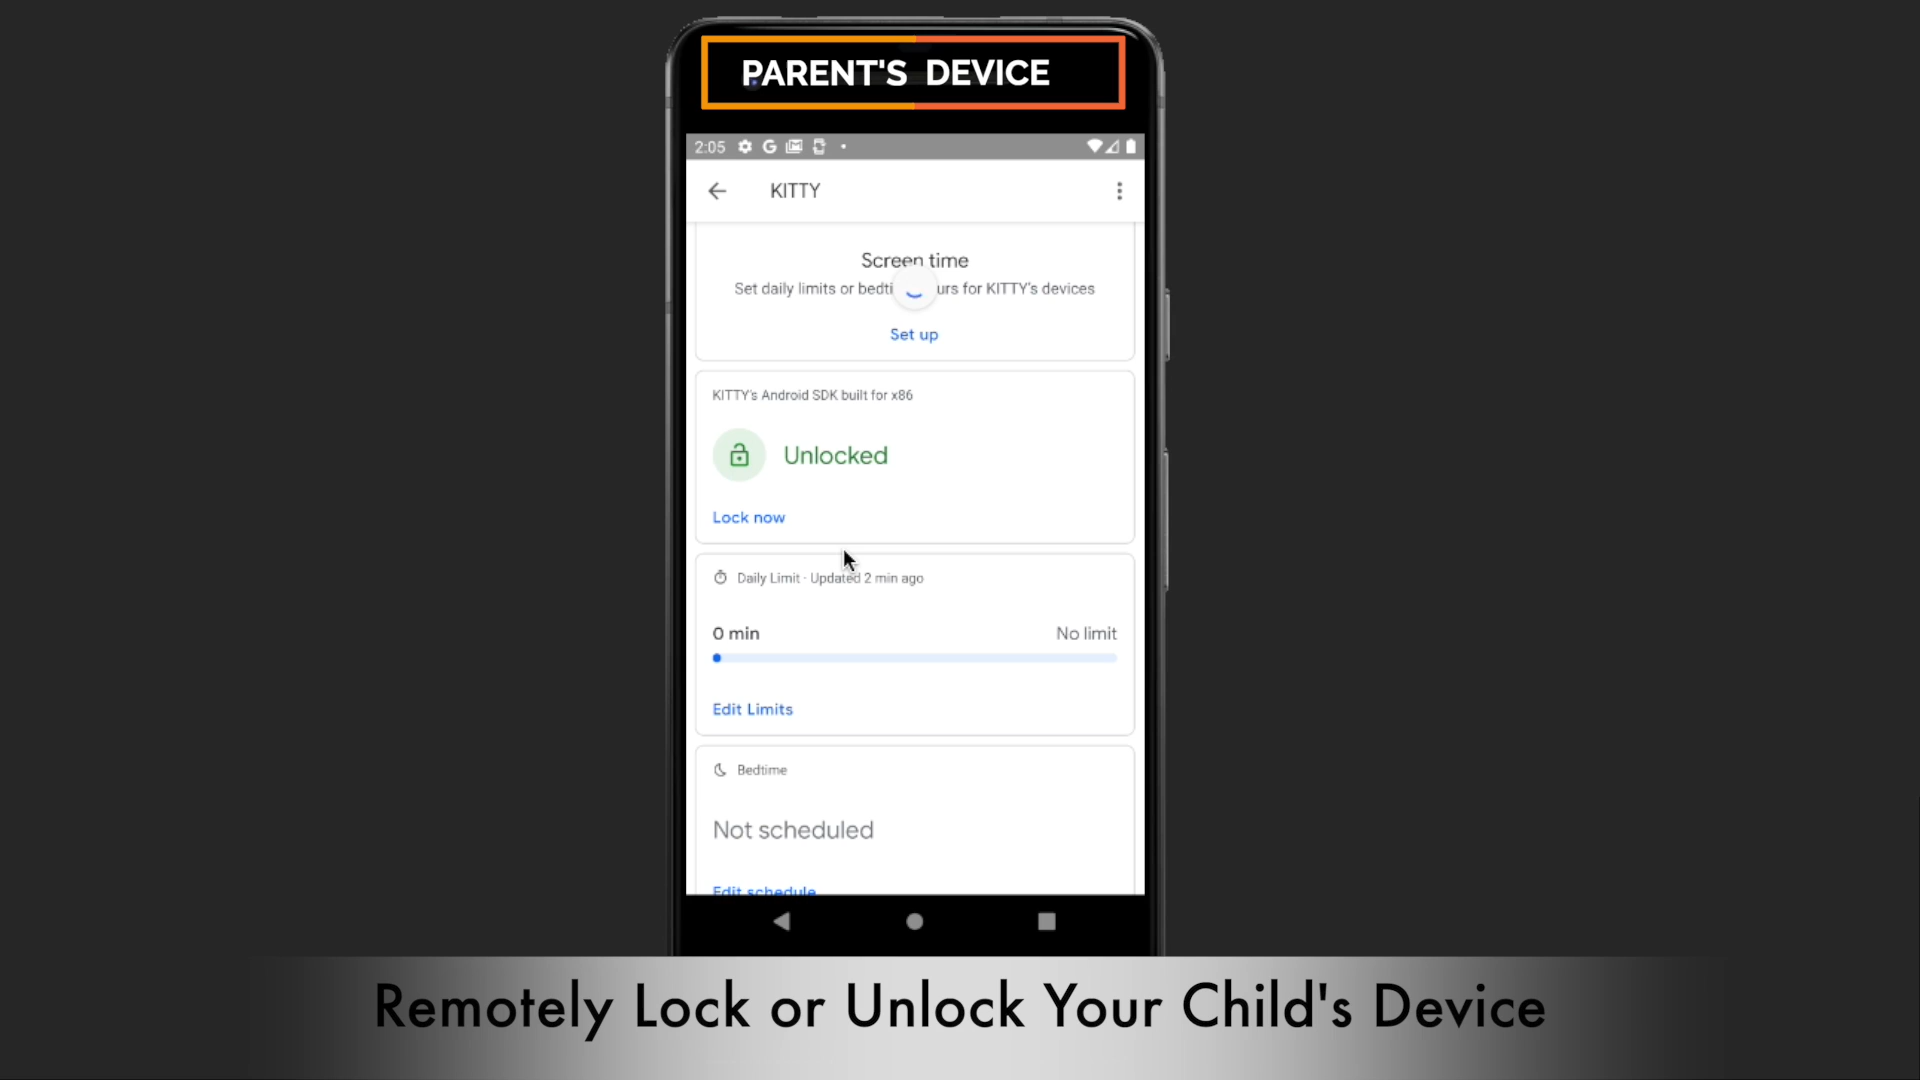 PARENT'S DEVICE
2:05
KITTY
Screen time
Set daily limits or bedti urs for KITTY's devices
Set up
KITTY's Android SDK built for x86
Unlocked
Lock now
Daily Limit · Updated 2 min ago
0 min No limit
Edit Limits
Bedtime
Not scheduled
Edit schedule
Remotely Lock or Unlock Your Child's Device